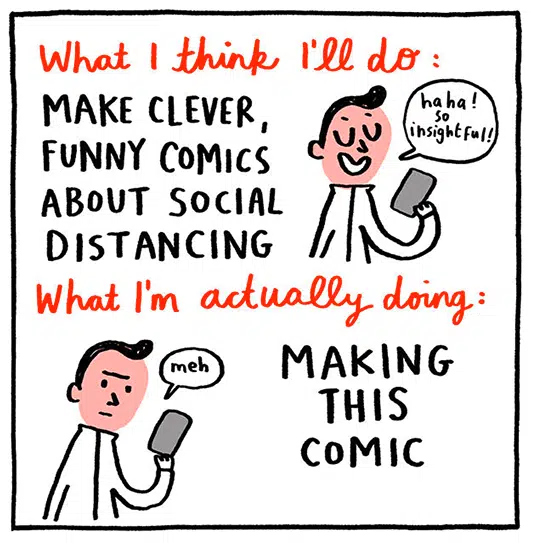 What I think I'll do:
MAKE CLEVER,
FUNNY COMICS
ABOUT SOCIAL
DISTANCING
haha!
so
insightful!
What I'm actually doing:
meh
MAKING
THIS
COMIC